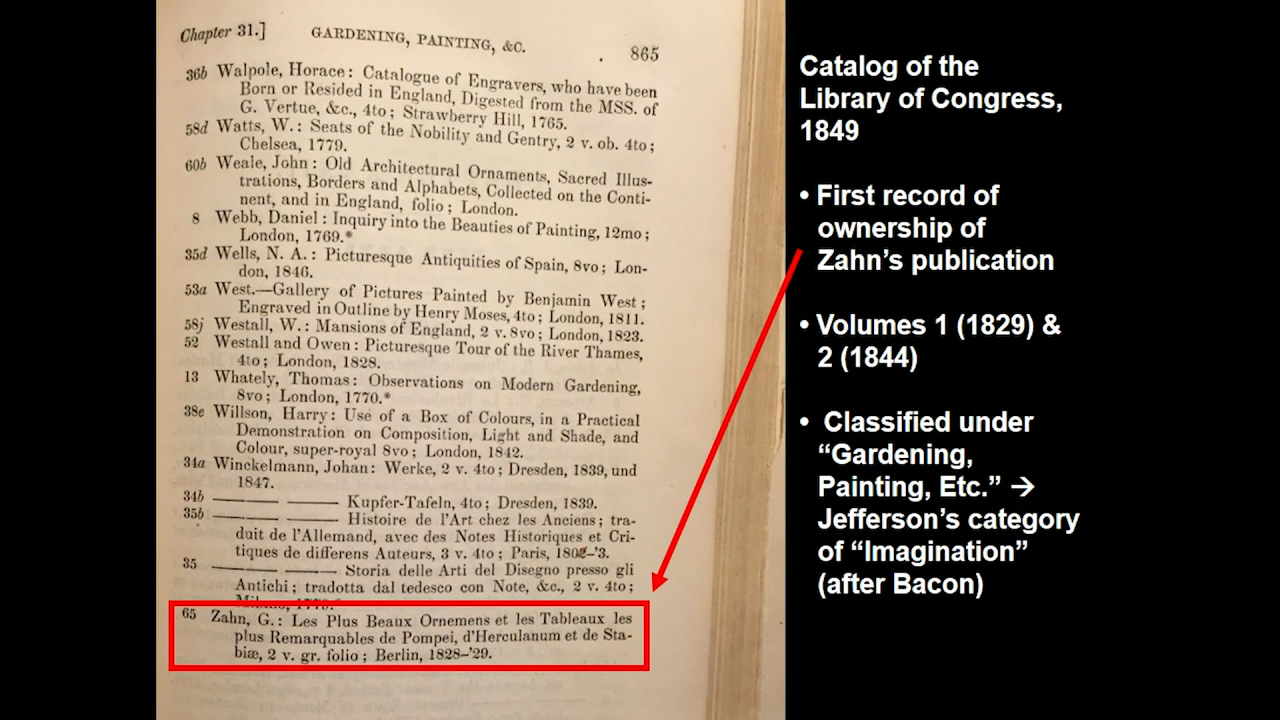 Chapter 31.] GARDENING, PAINTING, &C. 865
36b Walpole, Horace: Catalogue of Engravers, who have been
Born or Resided in England, Digested from the MSS. of
G. Vertue, &c., 4to; Strawberry Hill, 1765.
58d Watts, W.: Seats of the Nobility and Gentry, 2 v. ob. 4to;
Chelsea, 1779.
60b Weale, John: Old Architectural Ornaments, Sacred Illus-
trations, Borders and Alphabets, Collected on the Conti-
nent, and in England, folio; London.
8 Webb, Daniel: Inquiry into the Beauties of Painting, 12mo;
London, 1769.*
35d Wells, N. A.: Picturesque Antiquities of Spain, 8vo; Lon-
don, 1846.
53a West.—Gallery of Pictures Painted by Benjamin West;
Engraved in Outline by Henry Moses, 4to; London, 1811.
58j Westall, W.: Mansions of England, 2 v. 8vo; London, 1823.
52 Westall and Owen: Picturesque Tour of the River Thames,
4to; London, 1828.
13 Whately, Thomas: Observations on Modern Gardening,
8vo; London, 1770.*
38e Willson, Harry: Use of a Box of Colours, in a Practical
Demonstration on Composition, Light and Shade, and
Colour, super-royal 8vo; London, 1842.
34a Winckelmann, Johan: Werke, 2 v. 4to; Dresden, 1839, und
1847.
34b ——— ——— Kupfer-Tafeln, 4to; Dresden, 1839.
35b ——— ——— Histoire de l'Art chez les Anciens; tra-
duit de l'Allemand, avec des Notes Historiques et Cri-
tiques de differens Auteurs, 3 v. 4to; Paris, 1802–'3.
35 ——— ——— Storia delle Arti del Disegno presso gli
Antichi; tradotta dal tedesco con Note, &c., 2 v. 4to;
65 Zahn, G.: Les Plus Beaux Ornemens et les Tableaux les
plus Remarquables de Pompei, d'Herculanum et de Sta-
biæ, 2 v. gr. folio; Berlin, 1828–'29.
Catalog of the
Library of Congress,
1849
• First record of
ownership of
Zahn's publication
• Volumes 1 (1829) &
2 (1844)
• Classified under
"Gardening,
Painting, Etc." →
Jefferson's category
of "Imagination"
(after Bacon)